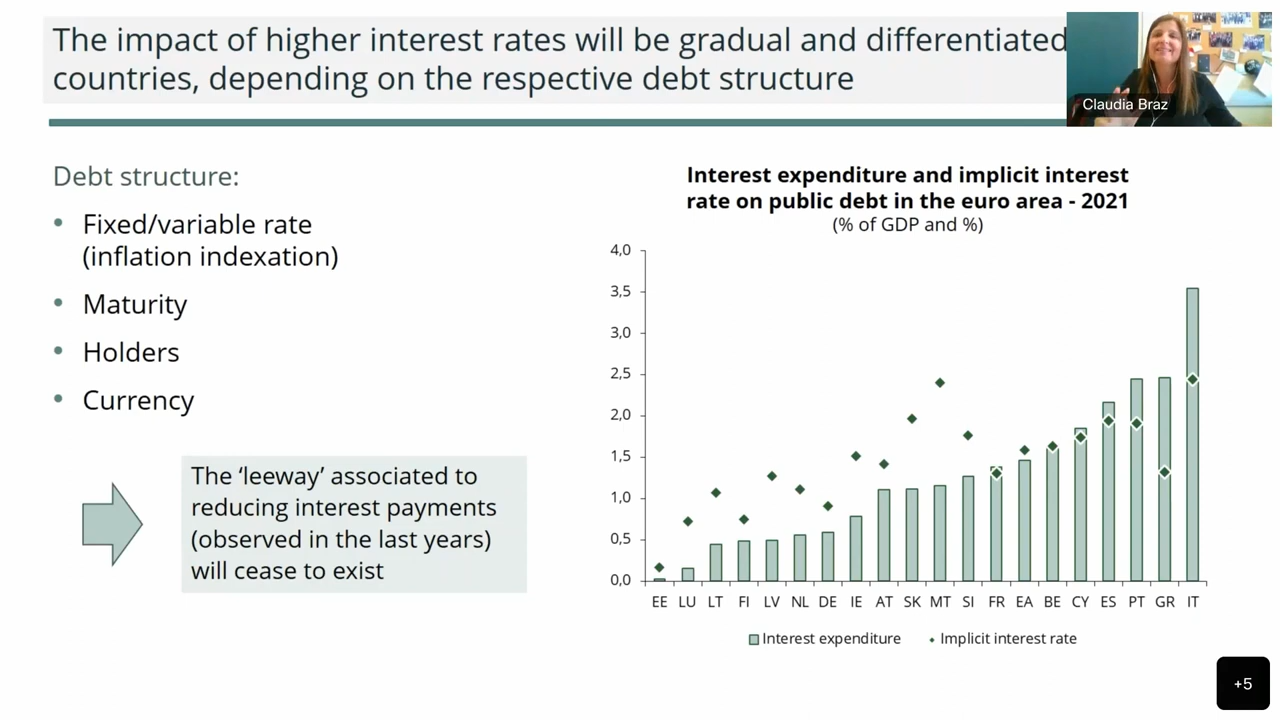 The impact of higher interest rates will be gradual and differentiated
countries, depending on the respective debt structure
Claudia Braz
Debt structure:
• Fixed/variable rate
(inflation indexation)
• Maturity
• Holders
• Currency
The ‘leeway’ associated to
reducing interest payments
(observed in the last years)
will cease to exist
Interest expenditure and implicit interest
rate on public debt in the euro area - 2021
(% of GDP and %)
4,0
3,5
3,0
2,5
2,0
1,5
1,0
0,5
0,0
EE LU LT FI LV NL DE IE AT SK MT SI FR EA BE CY ES PT GR IT
Interest expenditure Implicit interest rate
+5